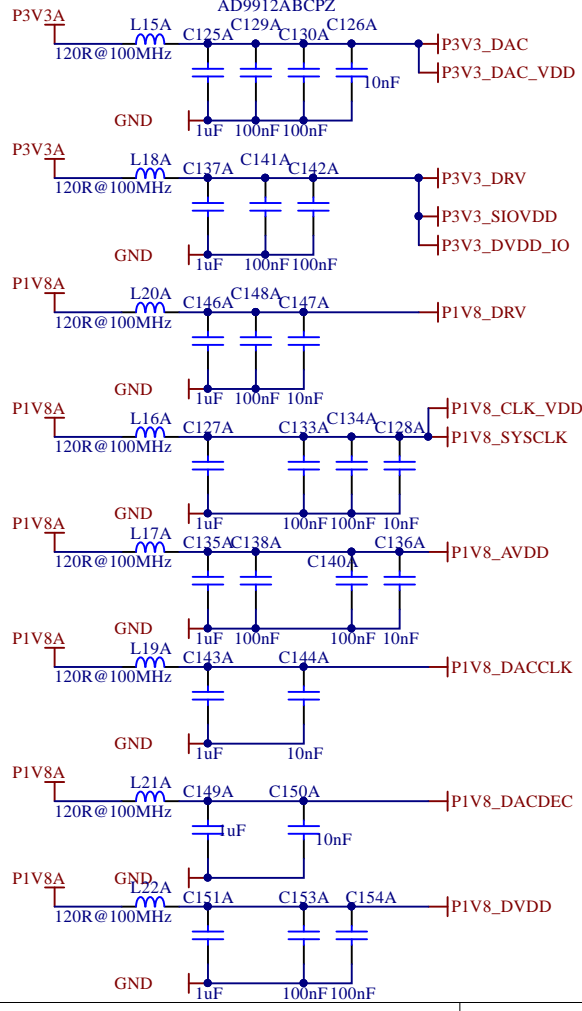 AD9912ABCPZ
P3V3A
L15A C125A C129A C130A C126A
120R@100MHz
P3V3_DAC
P3V3_DAC_VDD
10nF
GND
1uF 100nF 100nF
P3V3A
L18A C137A C141A C142A
120R@100MHz
P3V3_DRV
P3V3_SIOVDD
P3V3_DVDD_IO
GND
1uF 100nF 100nF
P1V8A
L20A C146A C148A C147A
120R@100MHz
P1V8_DRV
GND
1uF 100nF 10nF
P1V8A
L16A C127A C133A C134A C128A
120R@100MHz
P1V8_CLK_VDD
P1V8_SYSCLK
GND
1uF 100nF 100nF 10nF
P1V8A
L17A C135A C138A C140A C136A
120R@100MHz
P1V8_AVDD
GND
1uF 100nF 100nF 10nF
P1V8A
L19A C143A C144A
120R@100MHz
P1V8_DACCLK
GND
1uF 10nF
P1V8A
L21A C149A C150A
120R@100MHz
P1V8_DACDEC
1uF 10nF
GND
P1V8A
L22A C151A C153A C154A
120R@100MHz
P1V8_DVDD
GND
1uF 100nF 100nF